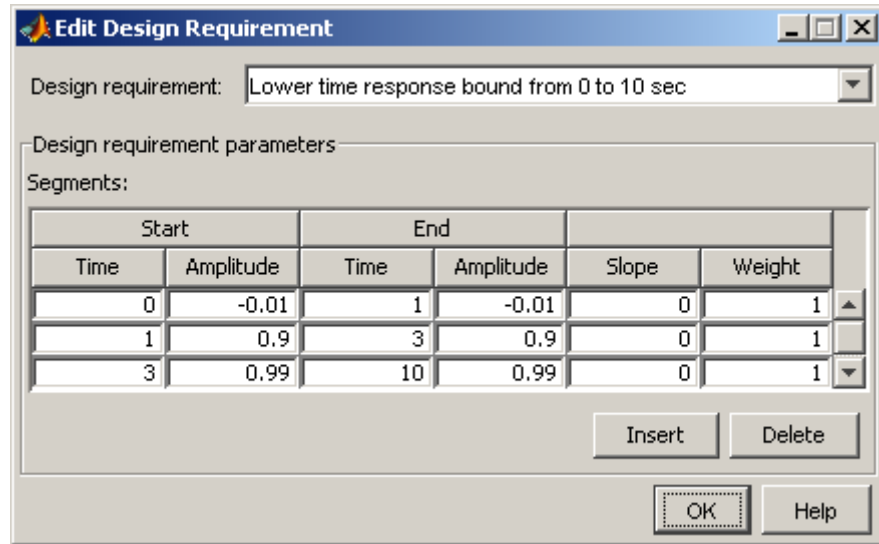 Edit Design Requirement
Design requirement: Lower time response bound from 0 to 10 sec
Design requirement parameters
Segments:
Start End
Time Amplitude Time Amplitude Slope Weight
0 -0.01 1 -0.01 0 1
1 0.9 3 0.9 0 1
3 0.99 10 0.99 0 1
Insert Delete
OK Help